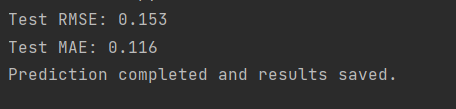 Test RMSE: 0.153
Test MAE: 0.116
Prediction completed and results saved.